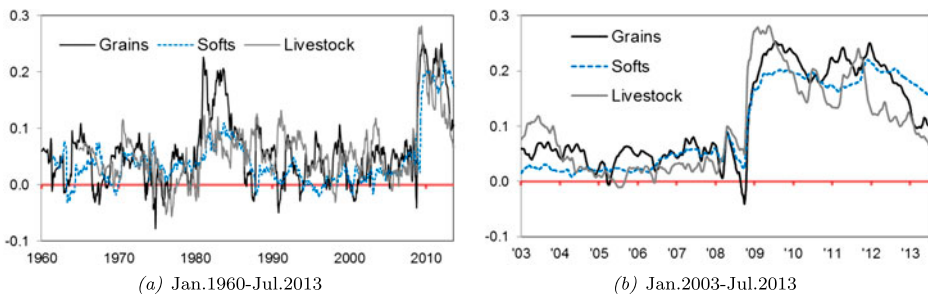 0.3
Grains Softs Livestock
0.2
0.1
0.0
-0.1
1960 1970 1980 1990 2000 2010
(a) Jan.1960-Jul.2013
0.3
Grains
Softs
Livestock
0.2
0.1
0.0
-0.1
'03 '04 '05 '06 '07 '08 '09 '10 '11 '12 '13
(b) Jan.2003-Jul.2013